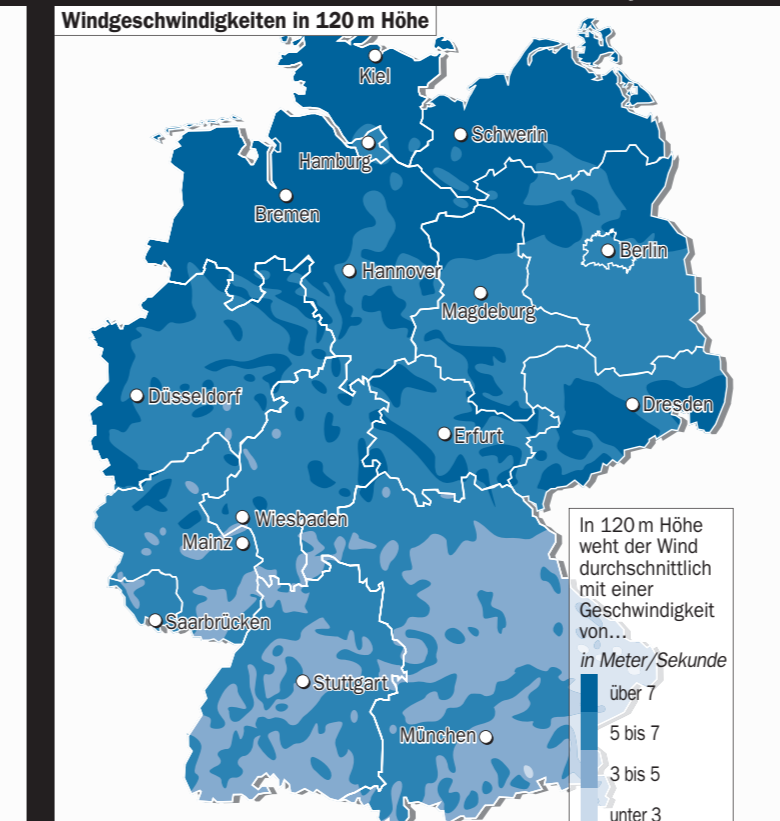 Windgeschwindigkeiten in 120 m Höhe
Kiel
Schwerin
Hamburg
Bremen
Berlin
Hannover
Magdeburg
Düsseldorf
Dresden
Erfurt
Wiesbaden
Mainz
Saarbrücken
Stuttgart
München
In 120 m Höhe
weht der Wind
durchschnittlich
mit einer
Geschwindigkeit
von...
in Meter/Sekunde
über 7
5 bis 7
3 bis 5
unter 3